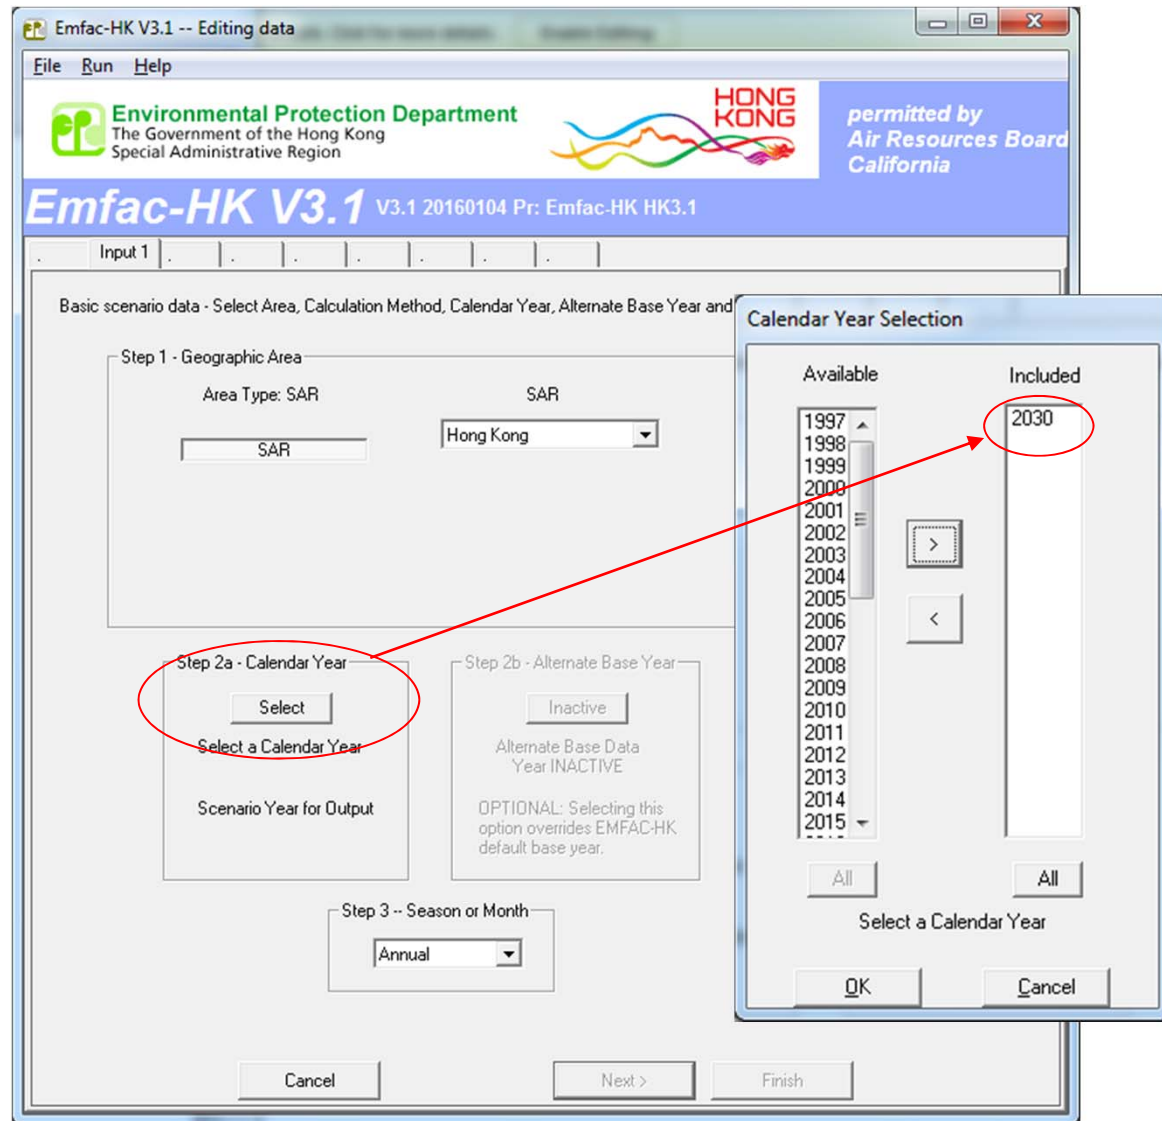 Emfac-HK V3.1 -- Editing data
File Run Help
Environmental Protection Department
The Government of the Hong Kong
Special Administrative Region
HONG
KONG
permitted by
Air Resources Board
California
Emfac-HK V3.1 V3.1 20160104 Pr: Emfac-HK HK3.1
. Input 1 . . . . . . .
Basic scenario data - Select Area, Calculation Method, Calendar Year, Alternate Base Year and
Step 1 - Geographic Area
Area Type: SAR SAR
SAR
Hong Kong
Step 2a - Calendar Year
Select
Select a Calendar Year
Scenario Year for Output
Step 2b - Alternate Base Year
Inactive
Alternate Base Data
Year INACTIVE
OPTIONAL: Selecting this
option overrides EMFAC-HK
default base year.
Step 3 -- Season or Month
Annual
Cancel Next > Finish
Calendar Year Selection
Available Included
1997
1998
1999
2000
2001
2002
2003
2004
2005
2006
2007
2008
2009
2010
2011
2012
2013
2014
2015
>
<
2030
All All
Select a Calendar Year
OK Cancel